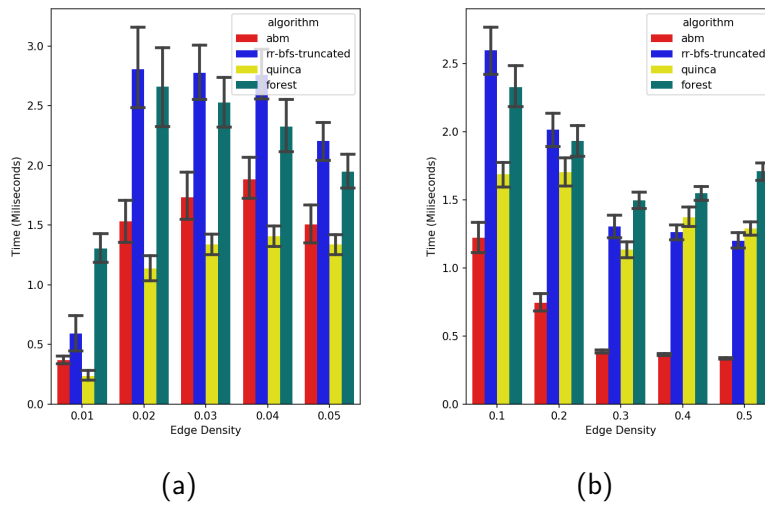 algorithm
abm
rr-bfs-truncated
quinca
forest
3.0
2.5
2.0
1.5
1.0
0.5
0.0
Time (Miliseconds)
0.01 0.02 0.03 0.04 0.05
Edge Density
(a)
algorithm
abm
rr-bfs-truncated
quinca
forest
2.5
2.0
1.5
1.0
0.5
0.0
Time (Miliseconds)
0.1 0.2 0.3 0.4 0.5
Edge Density
(b)